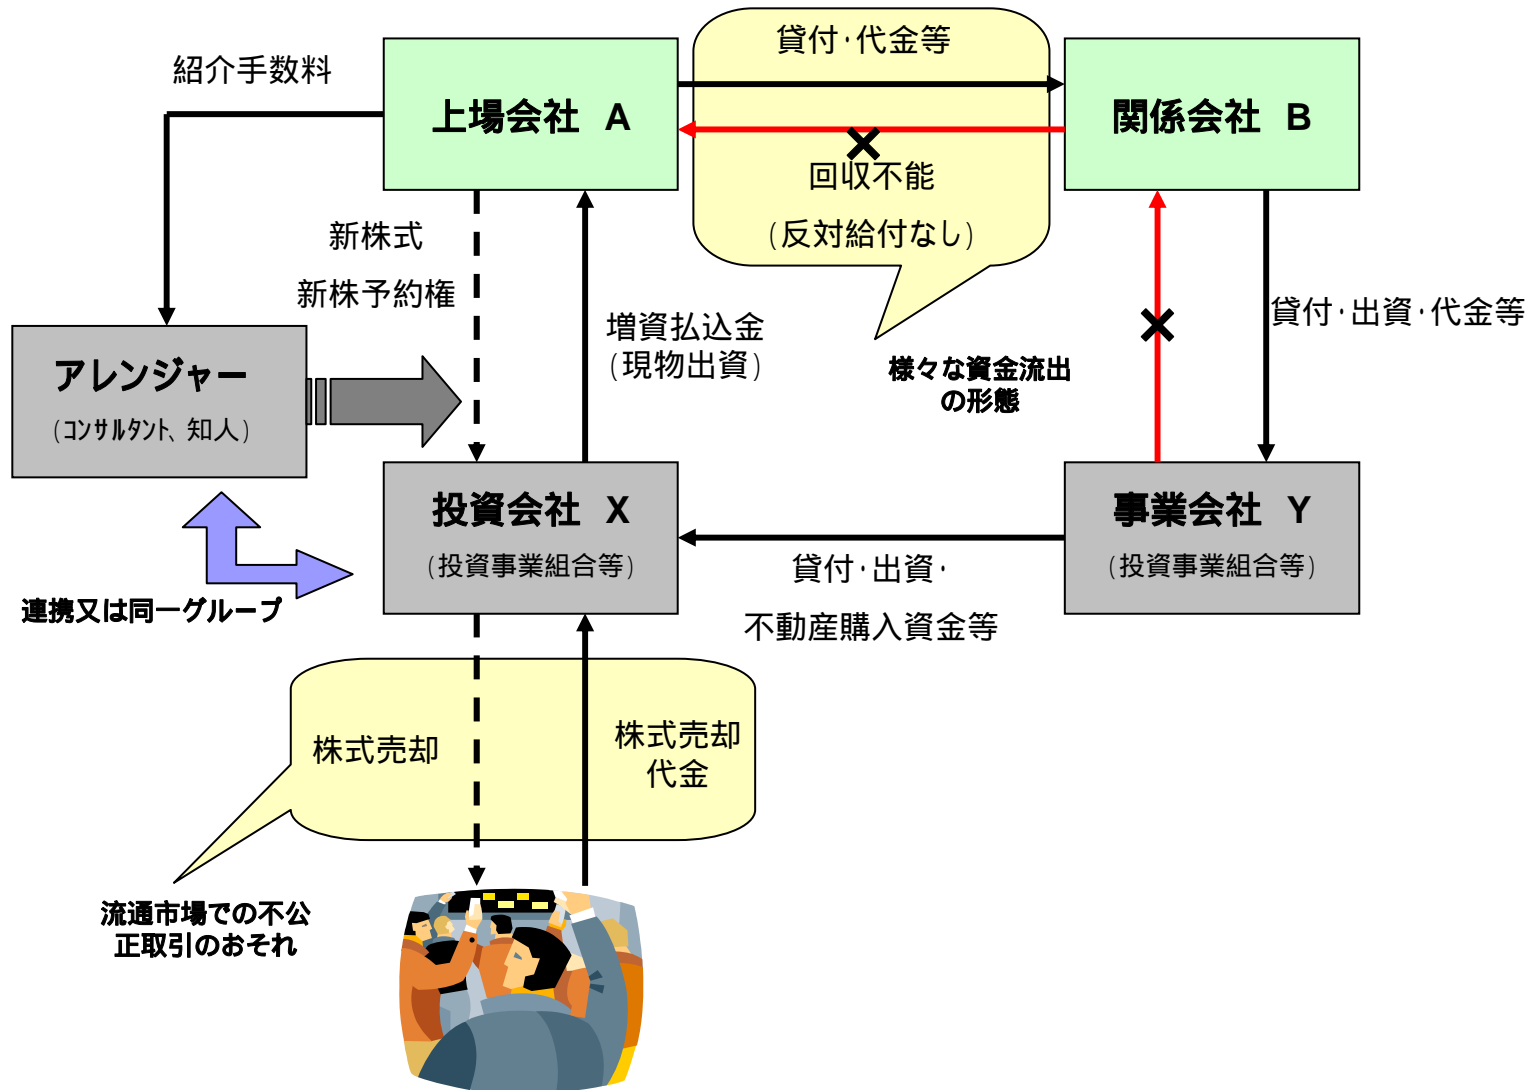 紹介手数料
上場会社 A
貸付・代金等
関係会社 B
回収不能
(反対給付なし)
新株式
新株予約権
増資払込金
(現物出資)
貸付・出資・代金等
様々な資金流出
の形態
アレンジャー
(コンサルタント、知人)
投資会社 X
(投資事業組合等)
事業会社 Y
(投資事業組合等)
貸付・出資・
不動産購入資金等
連携又は同一グループ
株式売却
株式売却
代金
流通市場での不公
正取引のおそれ